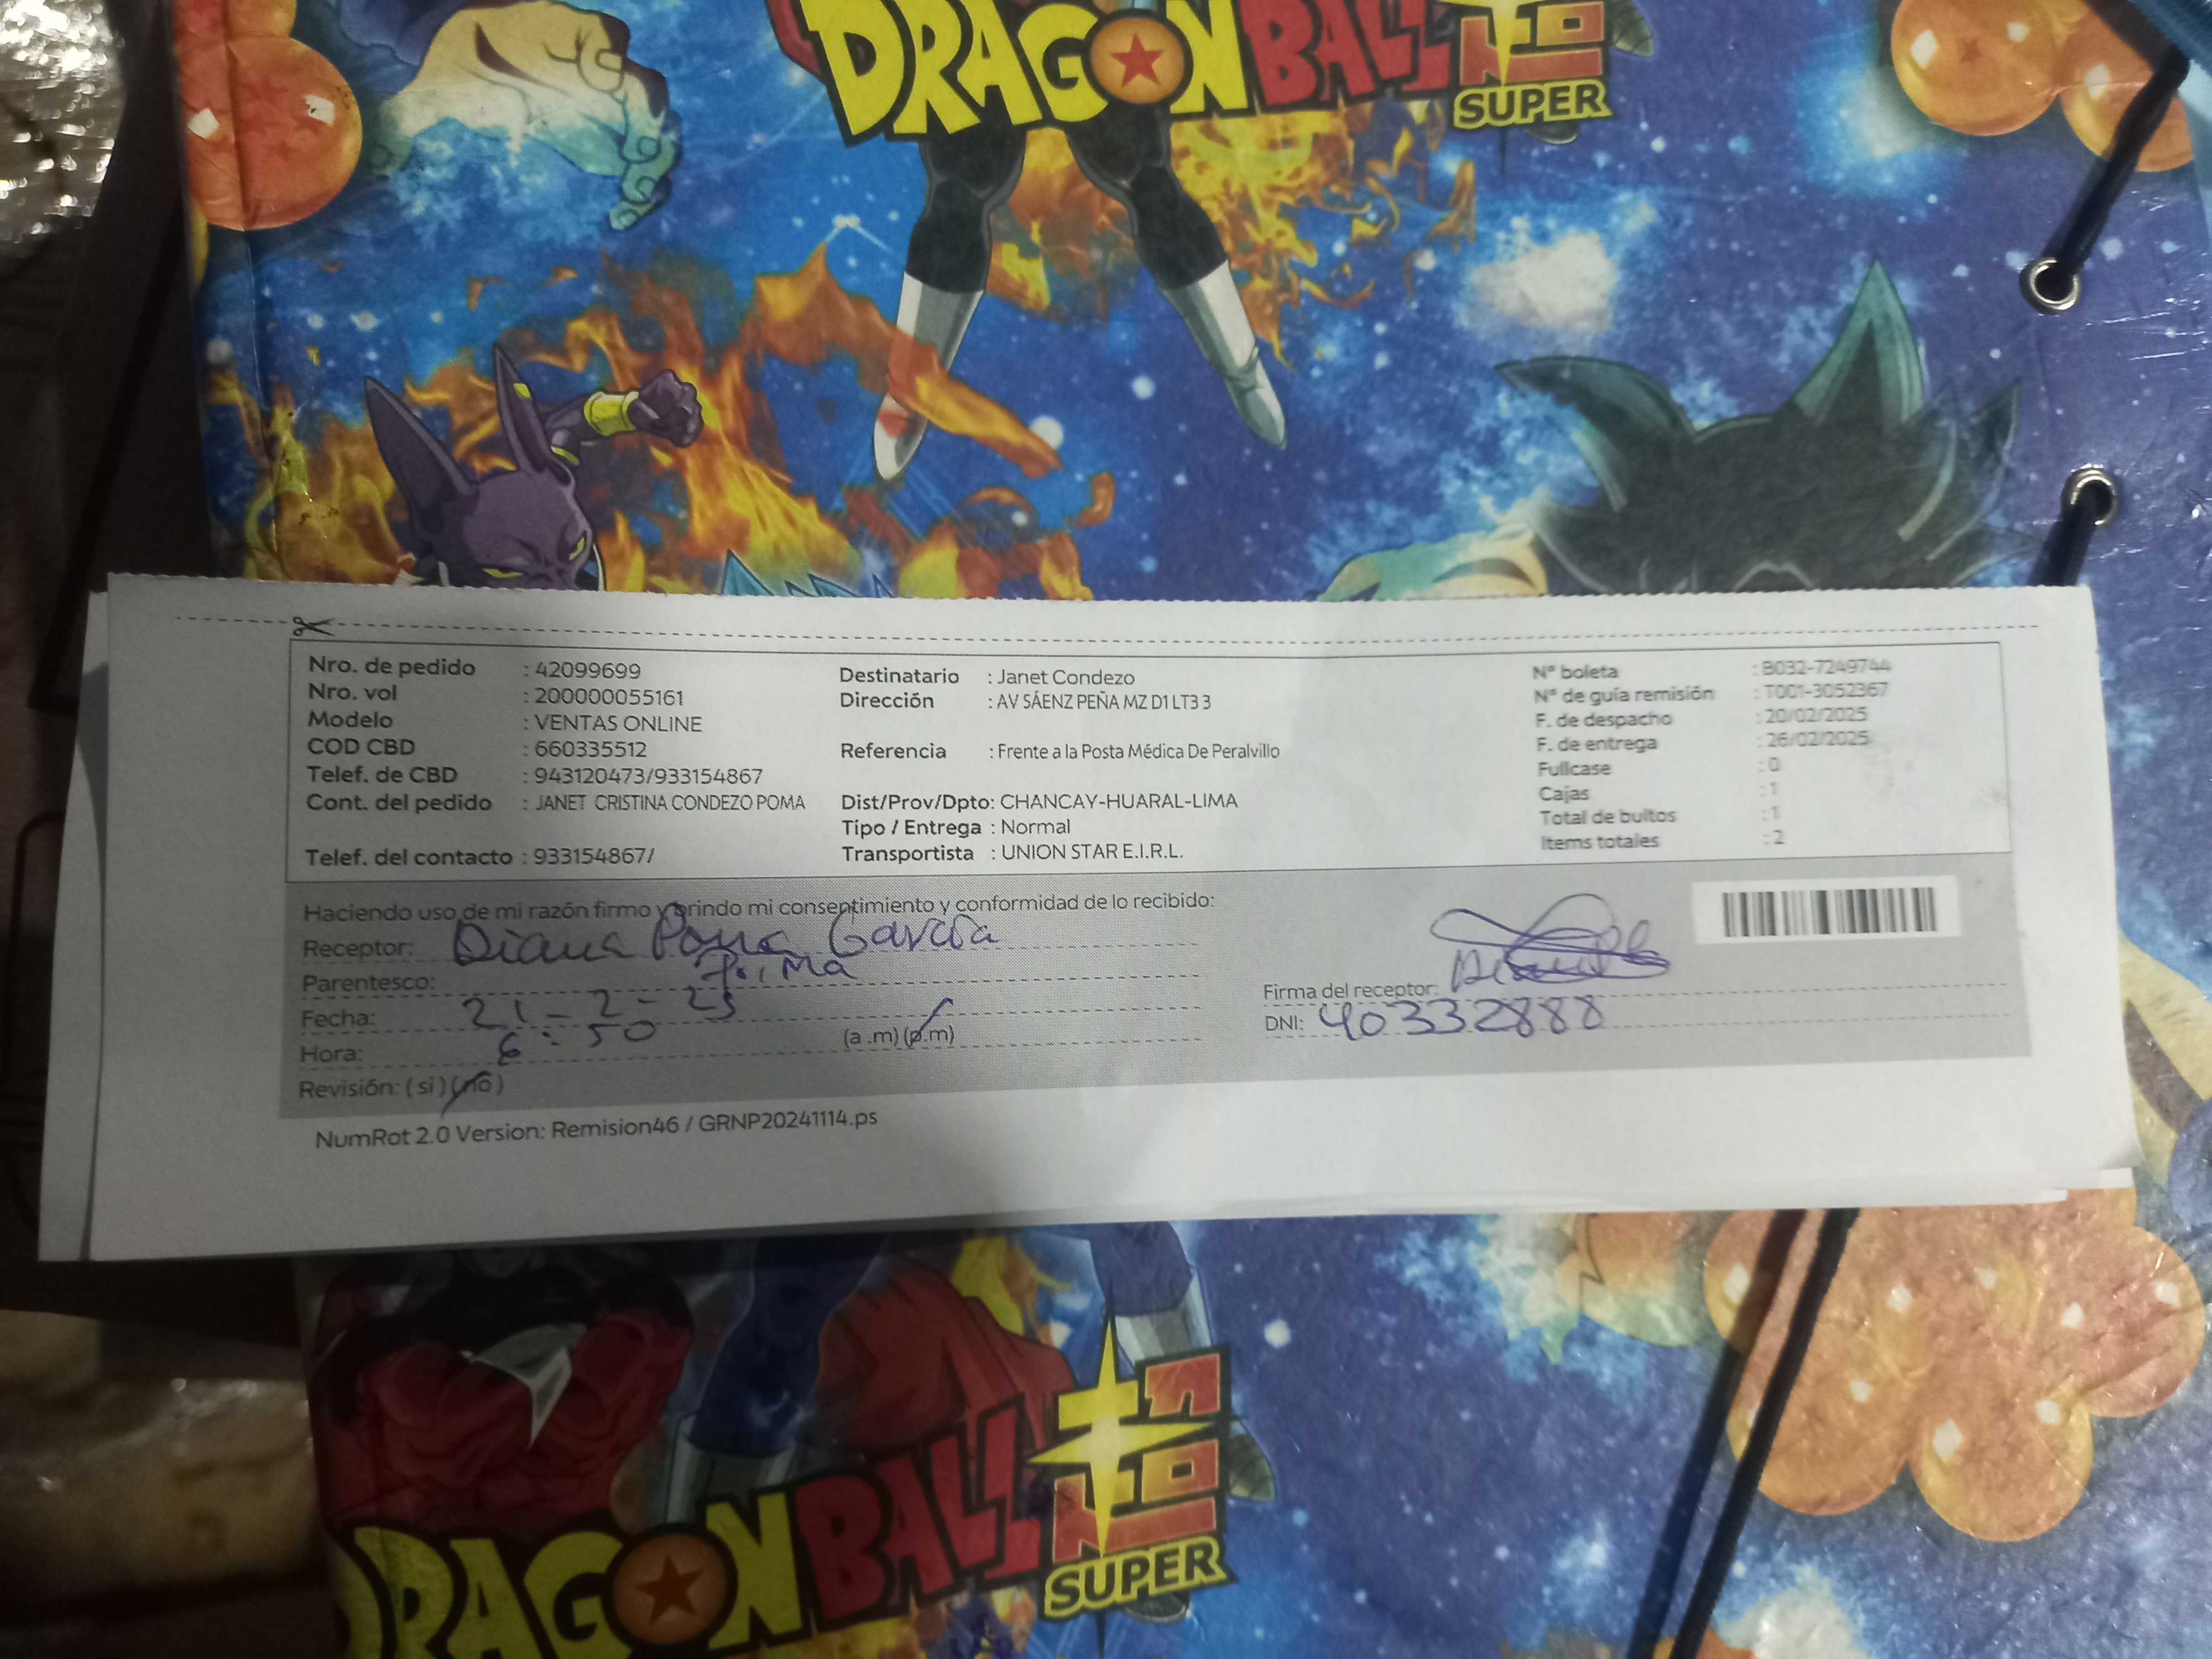 DRAGON BALL
SUPER
Nro. de pedido : 42099699
Nro. vol : 200000055161
Modelo : VENTAS ONLINE
COD CBD : 660335512
Telef. de CBD : 943120473/933154867
Cont. del pedido : JANET CRISTINA CONDEZO POMA
Telef. del contacto : 933154867/
Destinatario : Janet Condezo
Dirección : AV SÁENZ PEÑA MZ D1 LT3 3
Referencia : Frente a la Posta Médica De Peralvillo
Dist/Prov/Dpto: CHANCAY-HUARAL-LIMA
Tipo / Entrega : Normal
Transportista : UNION STAR E.I.R.L.
N° boleta : B032-7249744
N° de guía remisión : T001-3052367
F. de despacho : 20/02/2025
F. de entrega : 26/02/2025
Fullcase : 0
Cajas : 1
Total de bultos : 1
Items totales : 2
Haciendo uso de mi razón firmo y brindo mi consentimiento y conformidad de lo recibido:
Receptor: Diana Poma García
Parentesco: Prima
Fecha: 21-2-25
Hora: 6:50 (a .m) (p.m)
Revisión: (si) (no)
Firma del receptor:
DNI: 40332888
NumRot 2.0 Version: Remision46 / GRNP20241114.ps
DRAGON BALL
SUPER